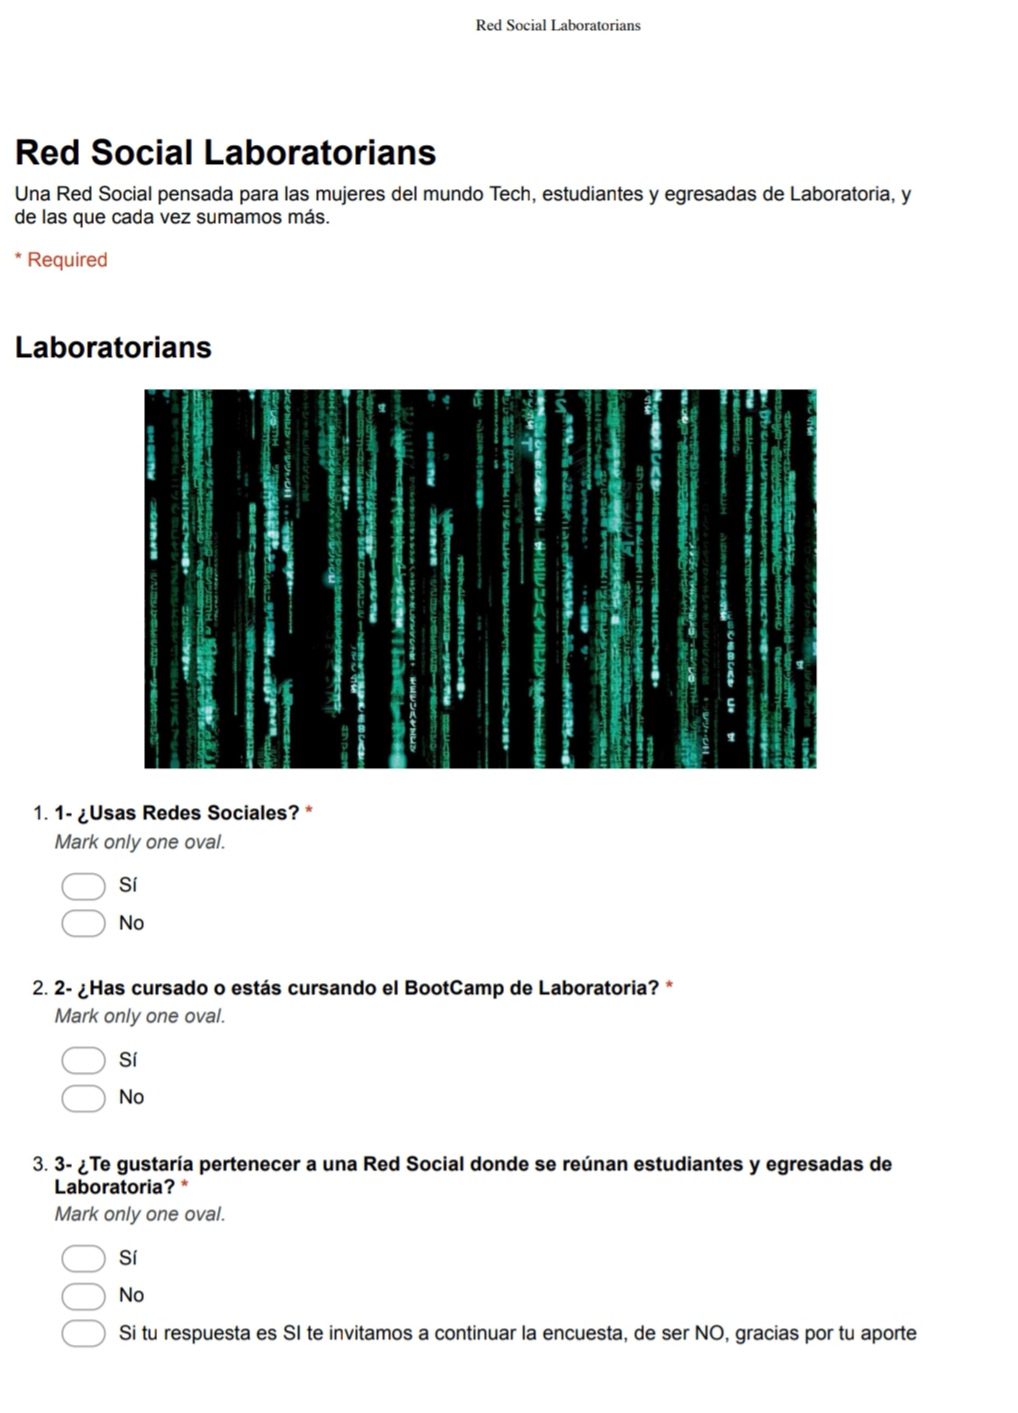 Red Social Laboratorians
Red Social Laboratorians
Una Red Social pensada para las mujeres del mundo Tech, estudiantes y egresadas de Laboratoria, y
de las que cada vez sumamos más.
* Required
Laboratorians
1. 1- ¿Usas Redes Sociales? *
Mark only one oval.
Sí
No
2. 2- ¿Has cursado o estás cursando el BootCamp de Laboratoria? *
Mark only one oval.
Sí
No
3. 3- ¿Te gustaría pertenecer a una Red Social donde se reúnan estudiantes y egresadas de
Laboratoria? *
Mark only one oval.
Sí
No
Si tu respuesta es SI te invitamos a continuar la encuesta, de ser NO, gracias por tu aporte